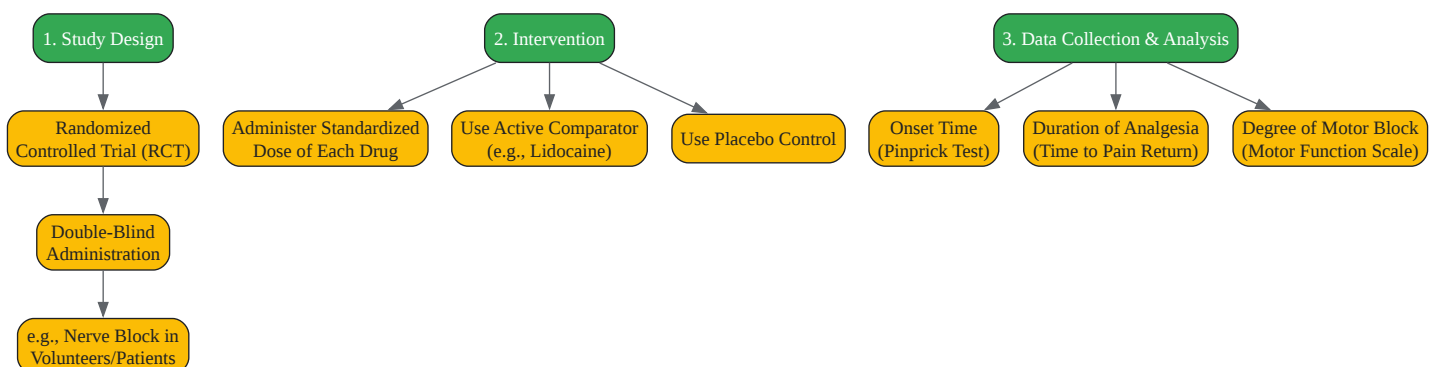 1. Study Design
Randomized
Controlled Trial (RCT)
Double-Blind
Administration
e.g., Nerve Block in
Volunteers/Patients
2. Intervention
Administer Standardized
Dose of Each Drug
Use Active Comparator
(e.g., Lidocaine)
Use Placebo Control
3. Data Collection & Analysis
Onset Time
(Pinprick Test)
Duration of Analgesia
(Time to Pain Return)
Degree of Motor Block
(Motor Function Scale)